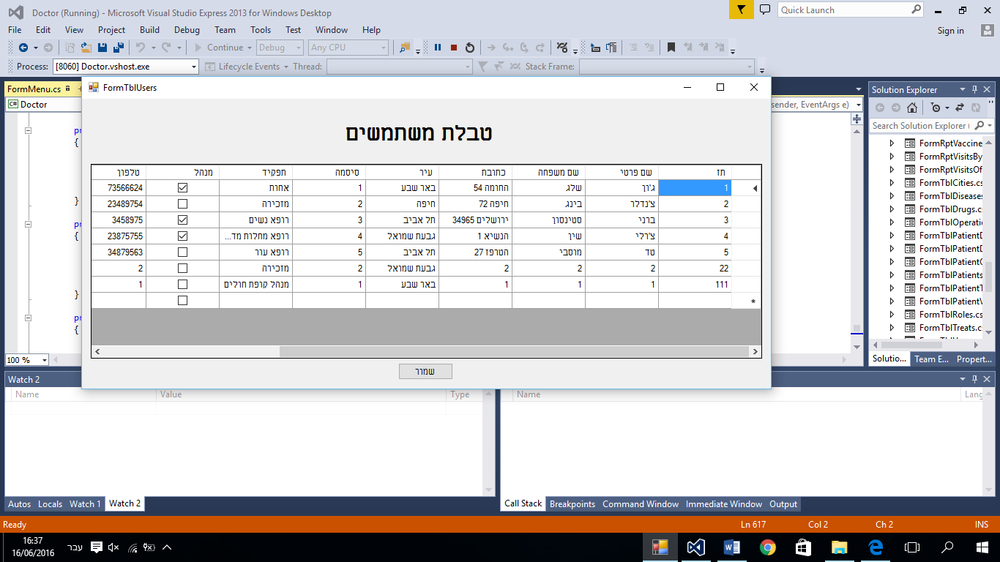 Doctor (Running) - Microsoft Visual Studio Express 2013 for Windows Desktop
Quick Launch
File Edit View Project Build Debug Team Tools Test Window Help
Sign in
Continue Debug Any CPU
Process: [8060] Doctor.vshost.exe Lifecycle Events Thread: Stack Frame:
FormMenu.cs
FormTblUsers
Solution Explorer
Doctor
sender, EventArgs e)
Search Solution Explorer (
טבלת משתמשים
תז שם פרטי שם משפחה כתובת עיר סיסמה תפקיד מנהל טלפון
1 ג'ון שלג החומה 54 באר שבע 1 אחות 73566624
2 צ'נדלר בינג חיפה 72 חיפה 2 מזכירה 23489754
3 ברני סטינסון ירושלים 34965 תל אביב 3 רופא נשים 3458975
4 צ'רלי שין הנשיא 1 גבעת שמואל 4 רופא מחלות מד... 23875755
5 טד מוסבי הטרפז 27 תל אביב 5 רופא עור 34879563
22 2 2 2 גבעת שמואל 2 מזכירה 2
111 1 1 1 באר שבע 1 מנהל קופת חולים 1
שמור
pr
{
}
pr
{
}
pr
{
100 %
FormRptVaccine
FormRptVisitsBy
FormRptVisitsOf
FormTblCities.cs
FormTblDiseases
FormTblDrugs.cs
FormTblOperatio
FormTblPatientD
FormTblPatientD
FormTblPatientO
FormTblPatients
FormTblPatientT
FormTblPatientV
FormTblRoles.cs
FormTblTreats.c
Solutio... Team E... Propert...
Watch 2
Name Value Type
Name Lang
Autos Locals Watch 1 Watch 2
Call Stack Breakpoints Command Window Immediate Window Output
Ready Ln 617 Col 2 Ch 2 INS
16:37
16/06/2016
עבר